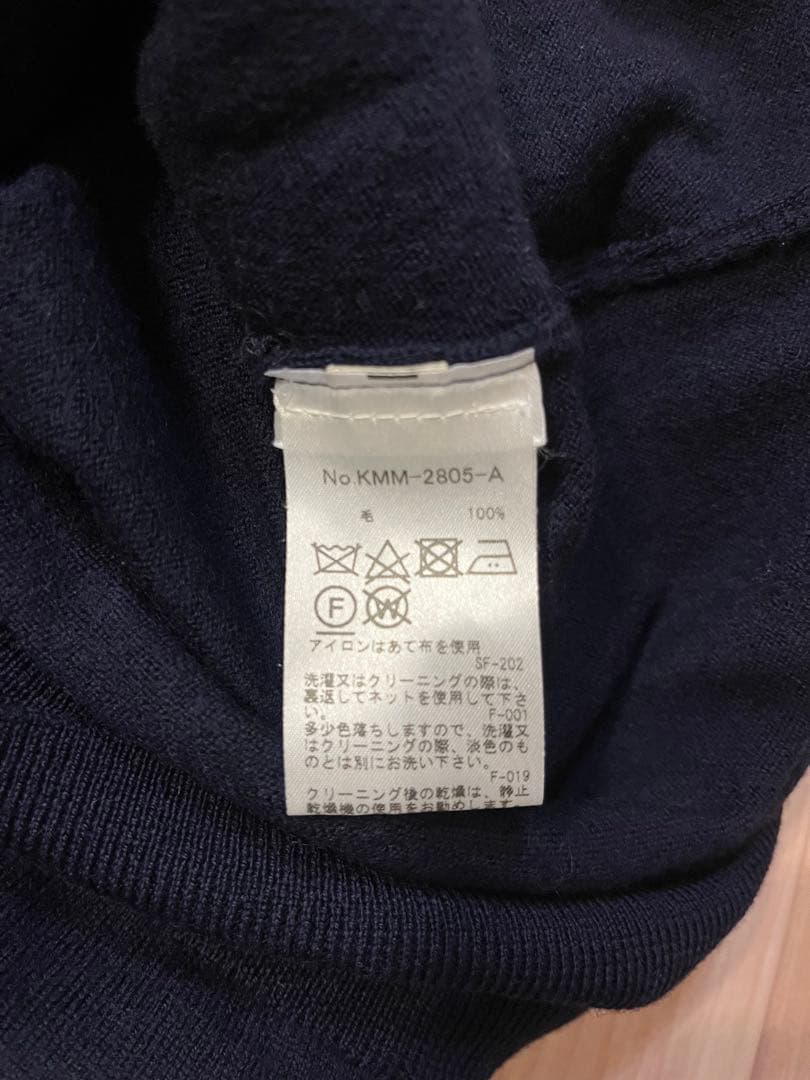 No.KMM-2805-A
毛 100%
F W
アイロンはあて布を使用
SF-202
洗濯又はクリーニングの際は、
裏返してネットを使用して下さ
い。 F-001
多少色落ちしますので、洗濯又
はクリーニングの際、淡色のも
のとは別にお洗い下さい。
F-019
クリーニング後の乾燥は、静止
乾燥機の使用をお勧めします